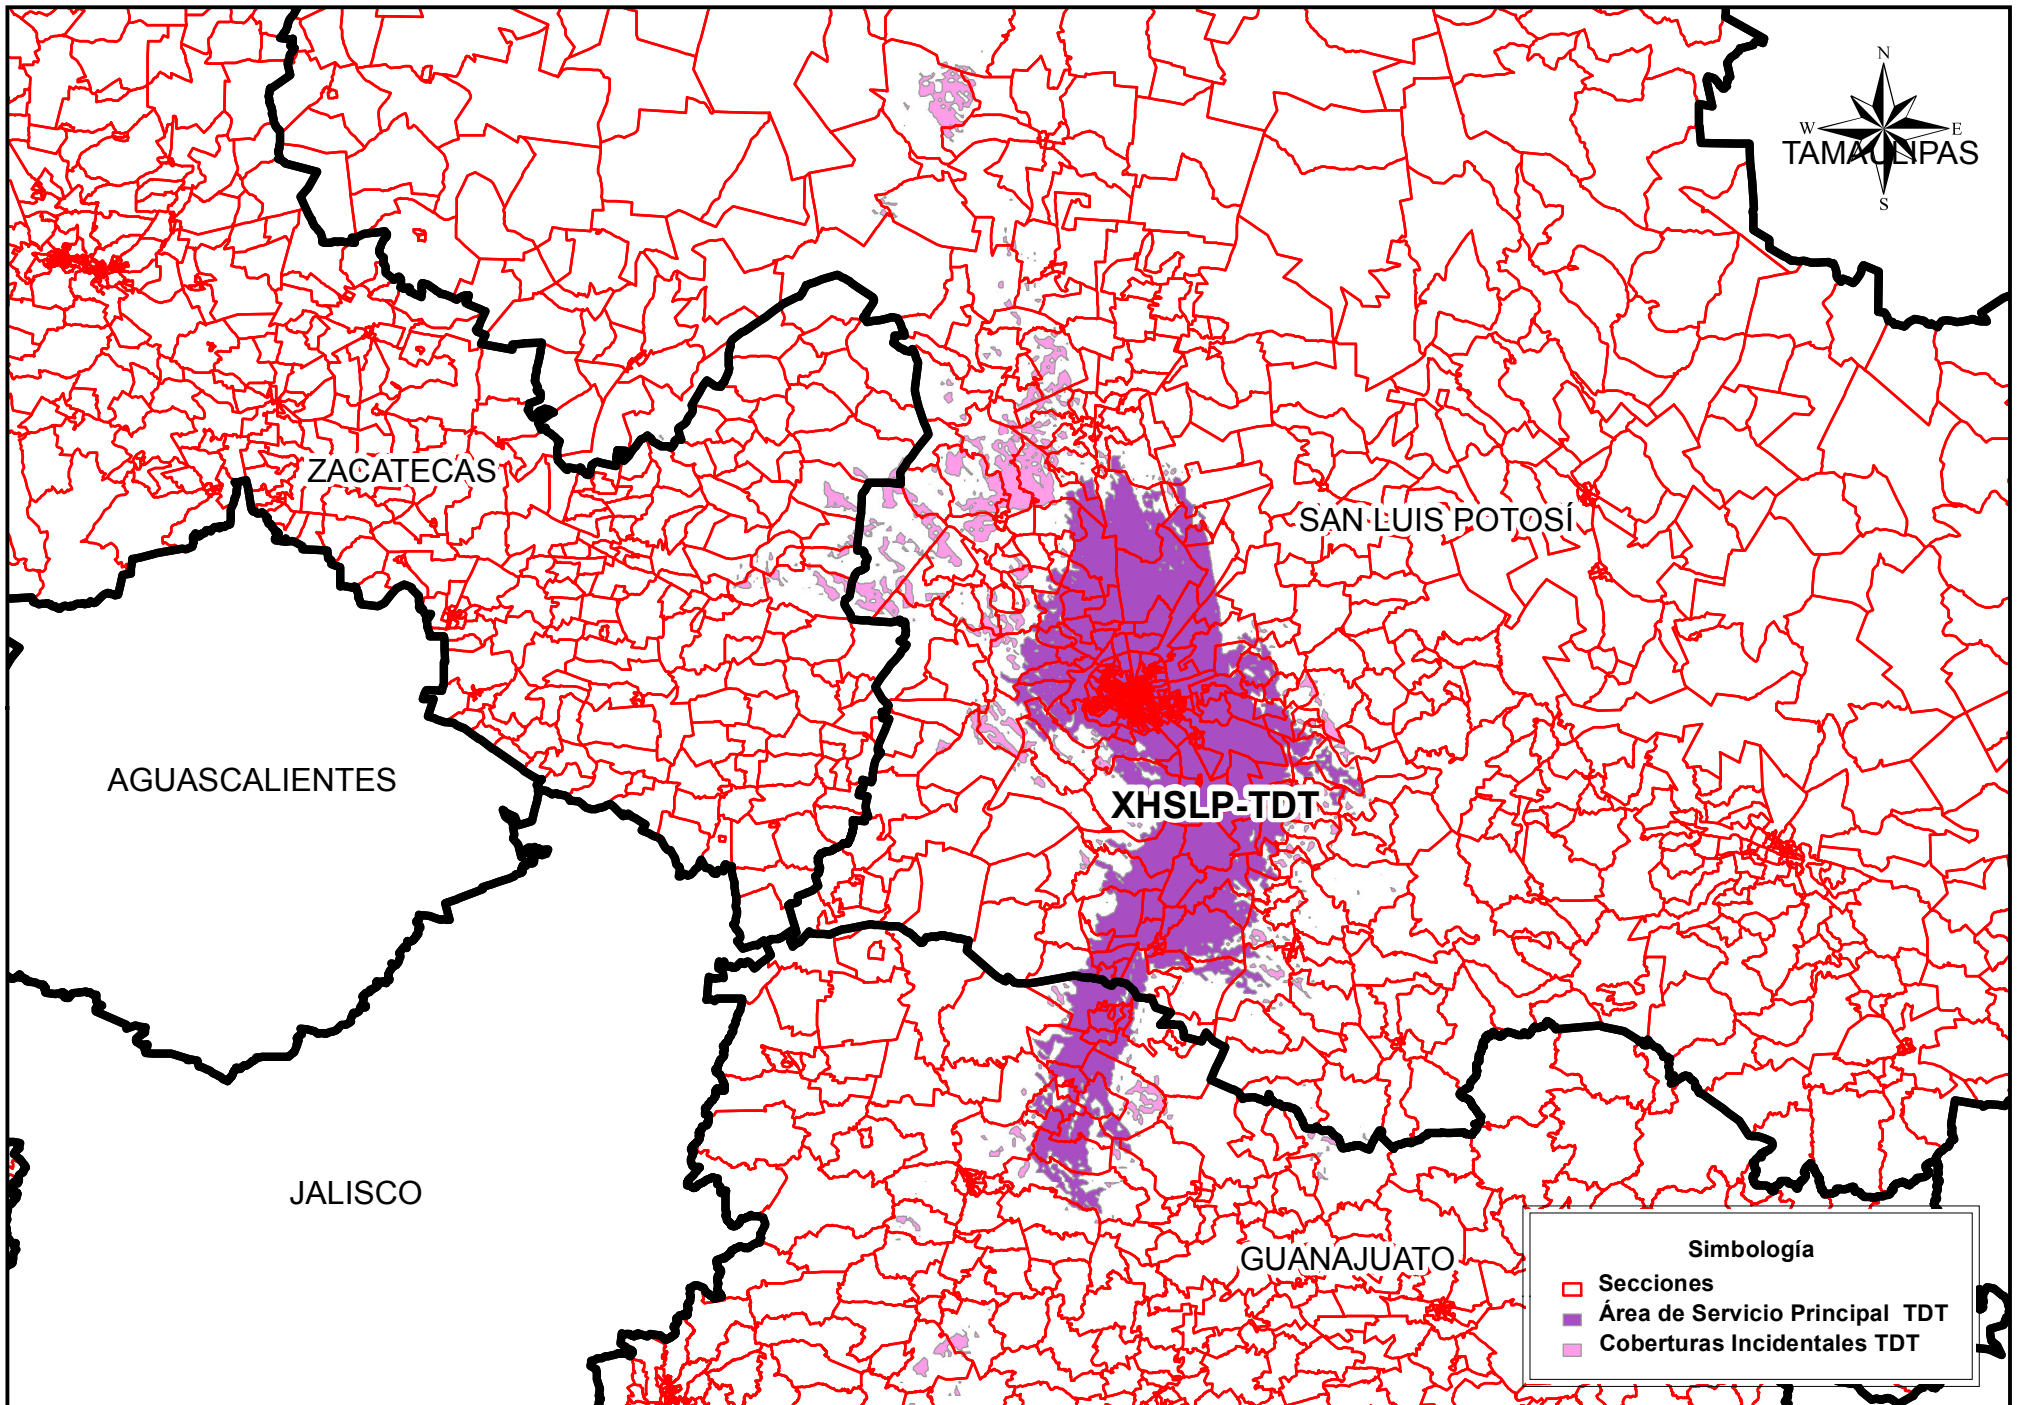 N
W E
TAMAULIPAS
S
ZACATECAS
SAN LUIS POTOSÍ
AGUASCALIENTES
XHSLP-TDT
JALISCO
GUANAJUATO
Simbología
Secciones
Área de Servicio Principal TDT
Coberturas Incidentales TDT